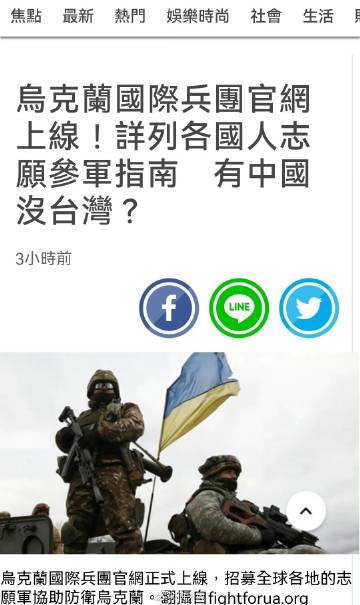 焦點 最新 熱門 娛樂時尚 社會 生活
烏克蘭國際兵團官網
上線！詳列各國人志
願參軍指南　有中國
沒台灣？
3小時前
LINE
烏克蘭國際兵團官網正式上線，招募全球各地的志
願軍協助防衛烏克蘭。翻攝自fightforua.org